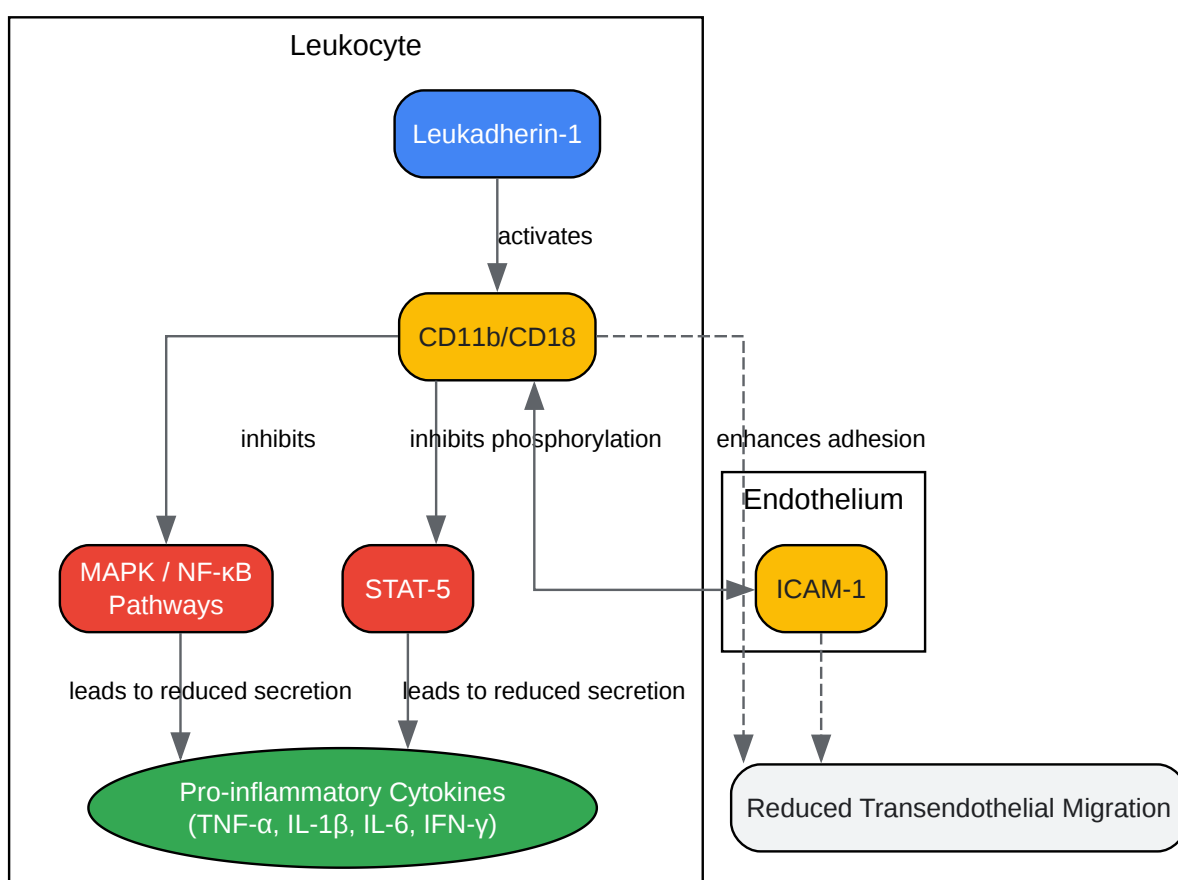 Leukocyte
Leukadherin-1
activates
CD11b/CD18
inhibits
inhibits phosphorylation
enhances adhesion
Endothelium
MAPK / NF-κB
Pathways
STAT-5
ICAM-1
leads to reduced secretion
leads to reduced secretion
Pro-inflammatory Cytokines
(TNF-α, IL-1β, IL-6, IFN-γ)
Reduced Transendothelial Migration